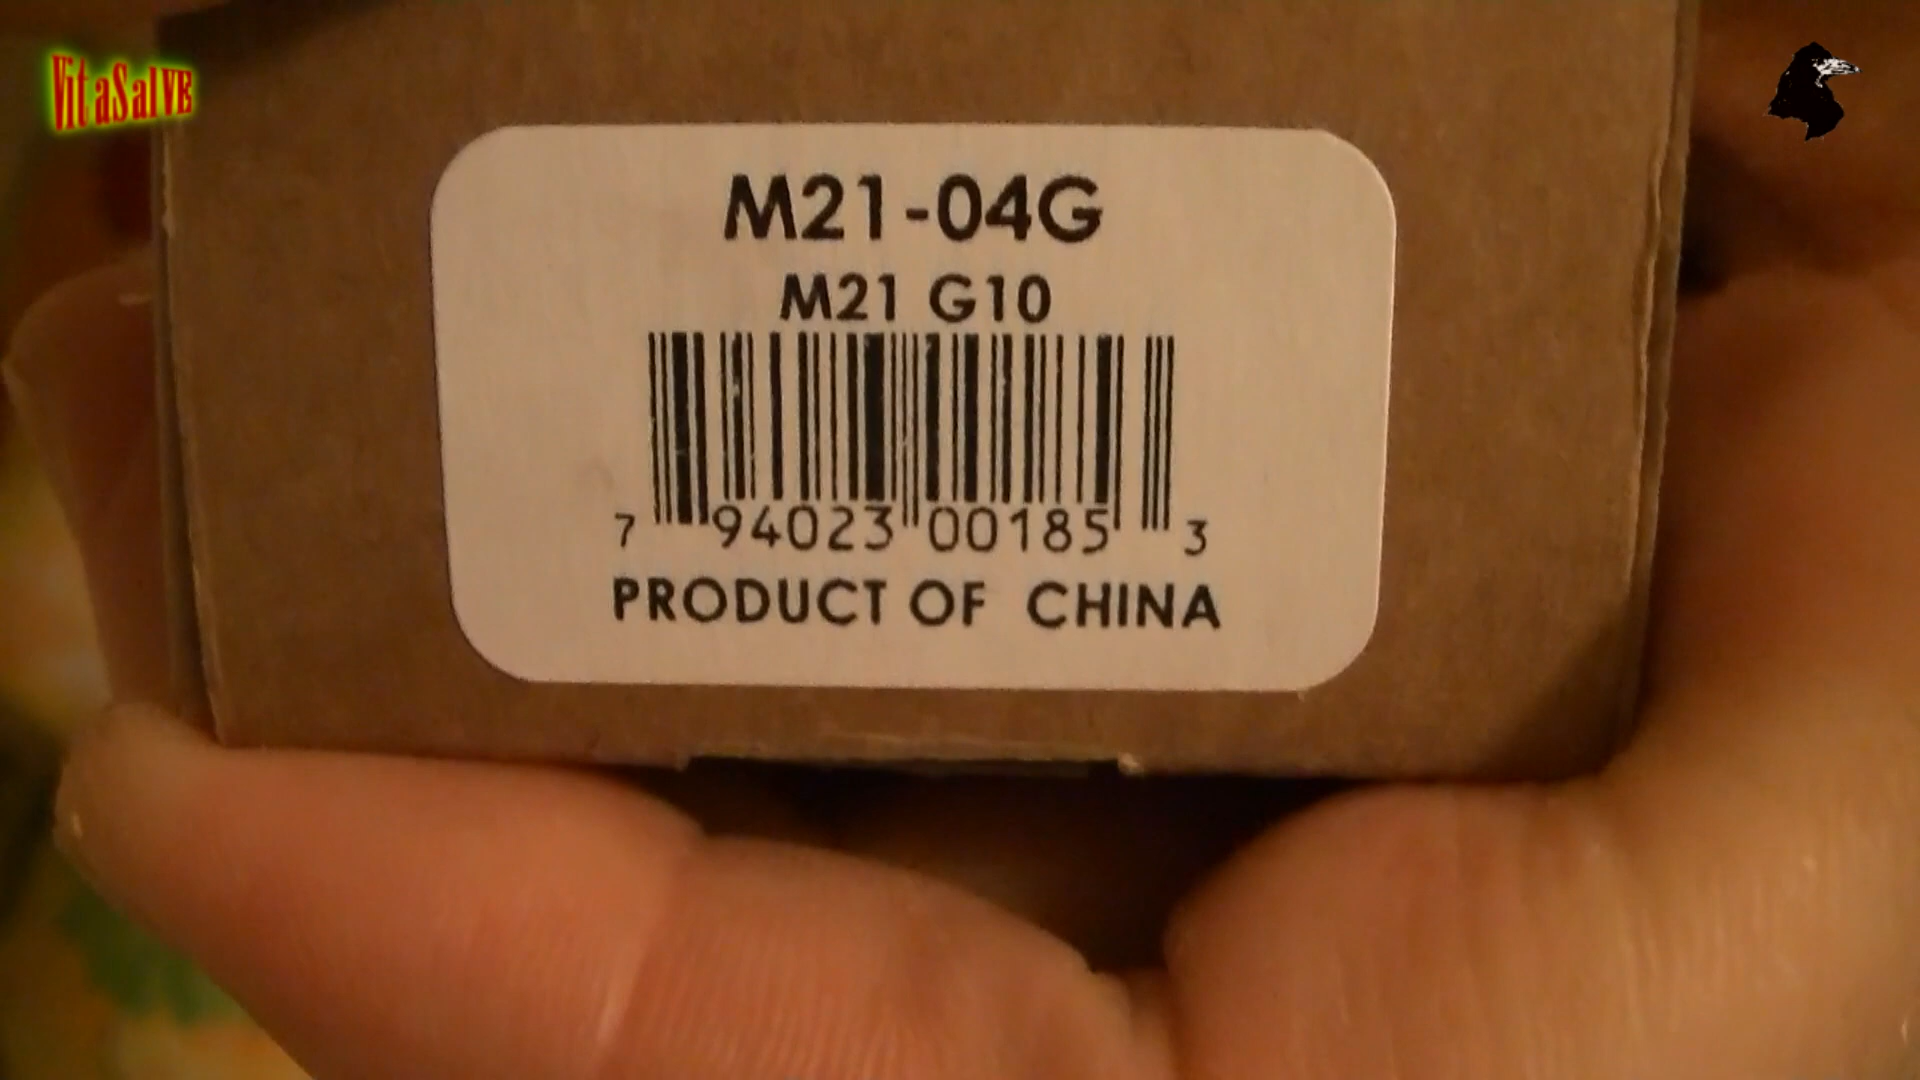 VitaSalVE
M21-04G
M21 G10
7 94023 00185 3
PRODUCT OF CHINA